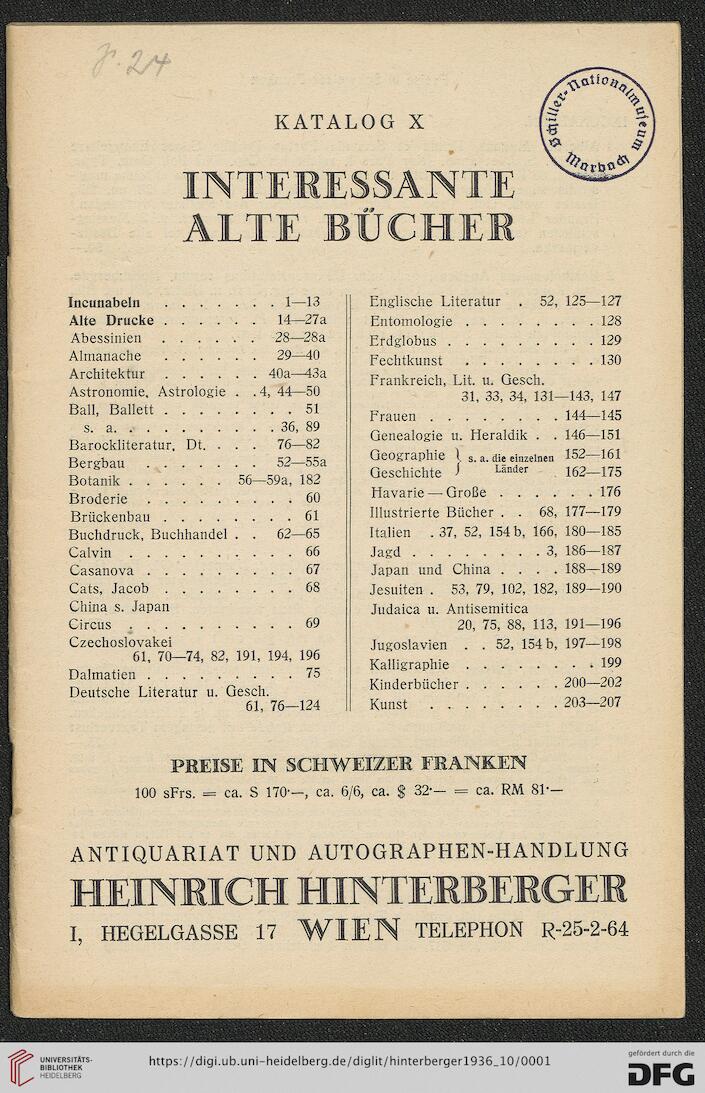 KATALOG X
Schiller-Nationalmuseum
Marbach
INTERESSANTE
ALTE BÜCHER
Incunabeln . . . . . . . 1—13
Alte Drucke . . . . . . 14—27a
Abessinien . . . . . . 28—28a
Almanache . . . . . . 29—40
Architektur . . . . . 40a—43a
Astronomie, Astrologie . . 4, 44—50
Ball, Ballett . . . . . . . . 51
s. a. . . . . . . . . 36, 89
Barockliteratur, Dt. . . . 76—82
Bergbau . . . . . . . 52—55a
Botanik . . . . . . 56—59a, 182
Broderie . . . . . . . . . 60
Brückenbau . . . . . . . . 61
Buchdruck, Buchhandel . . 62—65
Calvin . . . . . . . . . . 66
Casanova . . . . . . . . . 67
Cats, Jacob . . . . . . . . 68
China s. Japan
Circus . . . . . . . . . . 69
Czechoslovakei
61, 70—74, 82, 191, 194, 196
Dalmatien . . . . . . . . . 75
Deutsche Literatur u. Gesch.
61, 76—124
Englische Literatur . 52, 125—127
Entomologie . . . . . . . . 128
Erdglobus . . . . . . . . . 129
Fechtkunst . . . . . . . . 130
Frankreich, Lit. u. Gesch.
31, 33, 34, 131—143, 147
Frauen . . . . . . . . 144—145
Genealogie u. Heraldik . . 146—151
Geographie } s. a. die einzelnen 152—161
Geschichte } Länder . 162—175
Havarie — Große . . . . . . 176
Illustrierte Bücher . . 68, 177—179
Italien . 37, 52, 154 b, 166, 180—185
Jagd . . . . . . . . 3, 186—187
Japan und China . . . . 188—189
Jesuiten . 53, 79, 102, 182, 189—190
Judaica u. Antisemitica
20, 75, 88, 113, 191—196
Jugoslavien . . 52, 154 b, 197—198
Kalligraphie . . . . . . . . 199
Kinderbücher . . . . . . 200—202
Kunst . . . . . . . . 203—207
PREISE IN SCHWEIZER FRANKEN
100 sFrs. = ca. S 170·—, ca. 6/6, ca. $ 32·— = ca. RM 81·—
ANTIQUARIAT UND AUTOGRAPHEN-HANDLUNG
HEINRICH HINTERBERGER
I, HEGELGASSE 17 WIEN TELEPHON R-25-2-64
UNIVERSITÄTS-
BIBLIOTHEK
HEIDELBERG
https://digi.ub.uni-heidelberg.de/diglit/hinterberger1936_10/0001
gefördert durch die
DFG